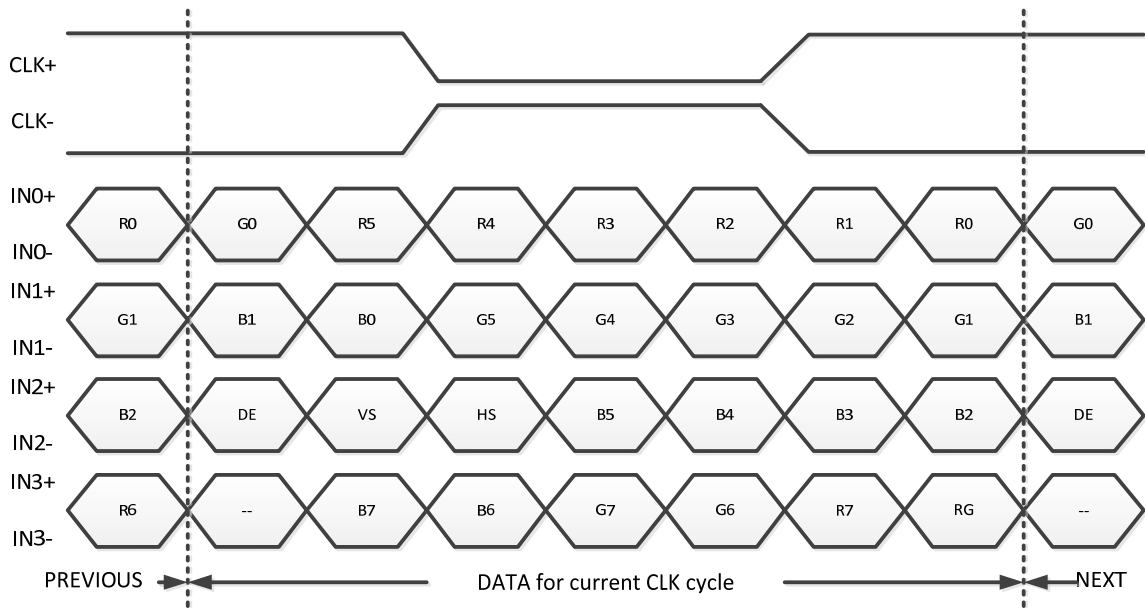 CLK+
CLK-
IN0+
R0 G0 R5 R4 R3 R2 R1 R0 G0
IN0-
IN1+
G1 B1 B0 G5 G4 G3 G2 G1 B1
IN1-
IN2+
B2 DE VS HS B5 B4 B3 B2 DE
IN2-
IN3+
R6 -- B7 B6 G7 G6 R7 RG --
IN3-
PREVIOUS DATA for current CLK cycle NEXT